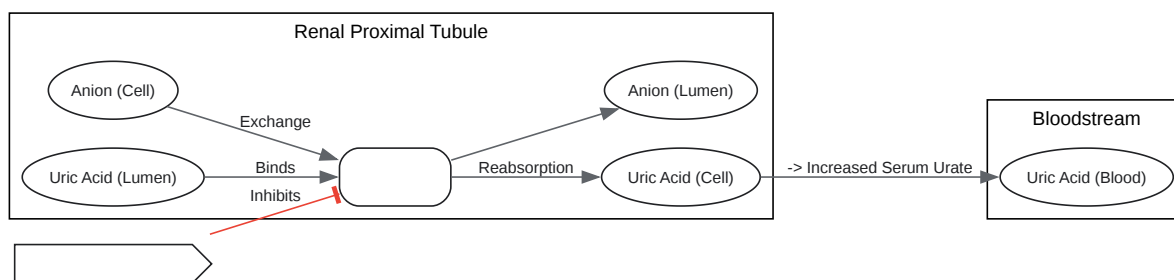 Renal Proximal Tubule
Anion (Cell)
Anion (Lumen)
Exchange
Bloodstream
Uric Acid (Lumen)
Binds
Reabsorption
Uric Acid (Cell)
-> Increased Serum Urate
Uric Acid (Blood)
Inhibits